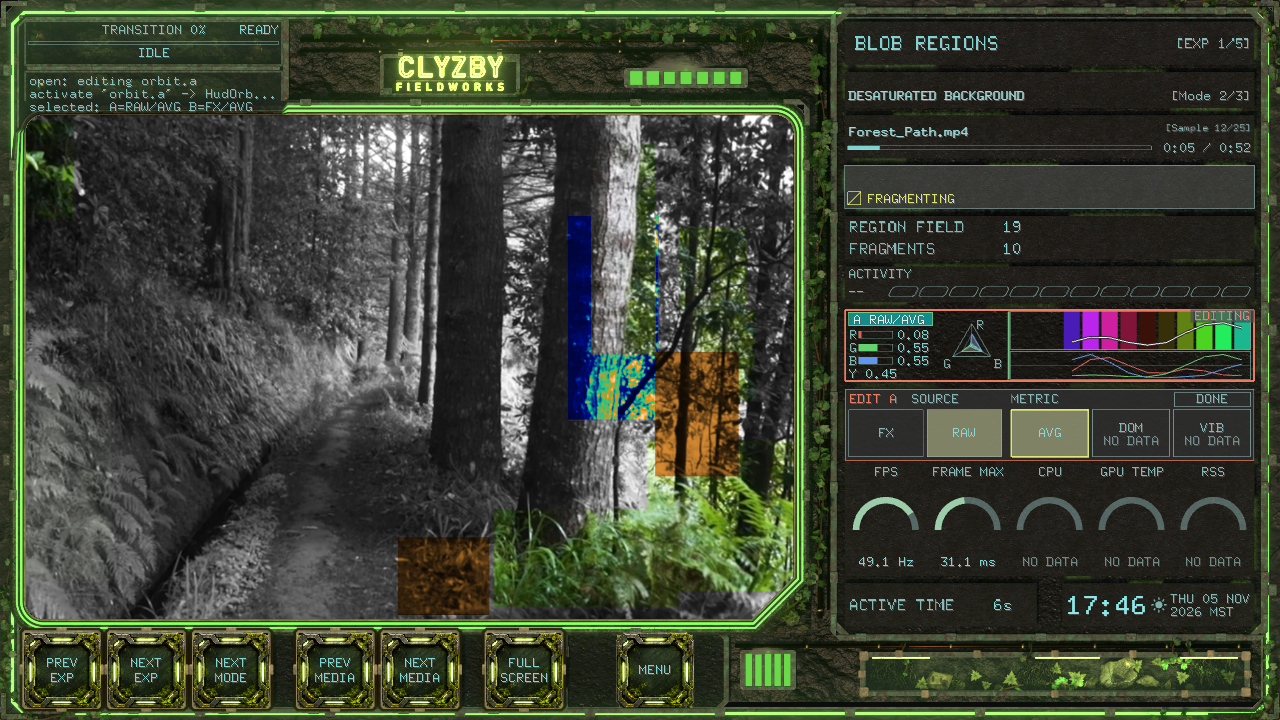 TRANSITION 0% READY
IDLE
open: editing orbit.a
activate "orbit.a" -> HudOrb...
selected: A=RAW/AVG B=FX/AVG
CLYZBY
FIELDWORKS
BLOB REGIONS [EXP 1/5]
DESATURATED BACKGROUND [Mode 2/3]
Forest_Path.mp4 [Sample 12/25]
0:05 / 0:52
FRAGMENTING
REGION FIELD 19
FRAGMENTS 10
ACTIVITY
--
A RAW/AVG
R 0.08
G 0.55
B 0.55
Y 0.45
R
G B
EDITING
EDIT A SOURCE METRIC DONE
FX RAW AVG DOM NO DATA VIB NO DATA
FPS FRAME MAX CPU GPU TEMP RSS
49.1 Hz 31.1 ms NO DATA NO DATA NO DATA
ACTIVE TIME 6s
17:46 THU 05 NOV
2026 MST
PREV EXP
NEXT EXP
NEXT MODE
PREV MEDIA
NEXT MEDIA
FULL SCREEN
MENU